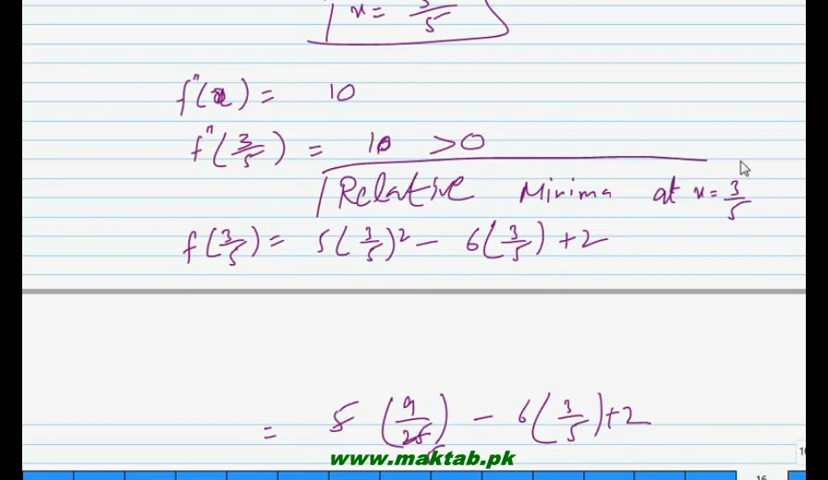 x = 3/5
f"(x) = 10
f"(3/5) = 10 >0
Relative Minima at x = 3/5
f(3/5) = 5(3/5)² - 6(3/5) +2
= 5 (9/25) - 6(3/5)+2
www.maktab.pk
16